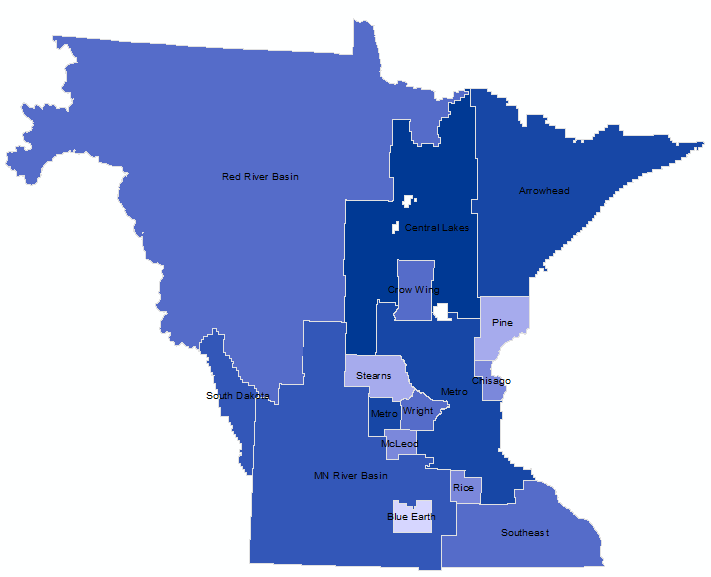 Red River Basin
Arrowhead
Central Lakes
Crow Wing
Pine
Stearns
Chisago
South Dakota
Metro
Metro
Wright
McLeod
MN River Basin
Rice
Blue Earth
Southeast